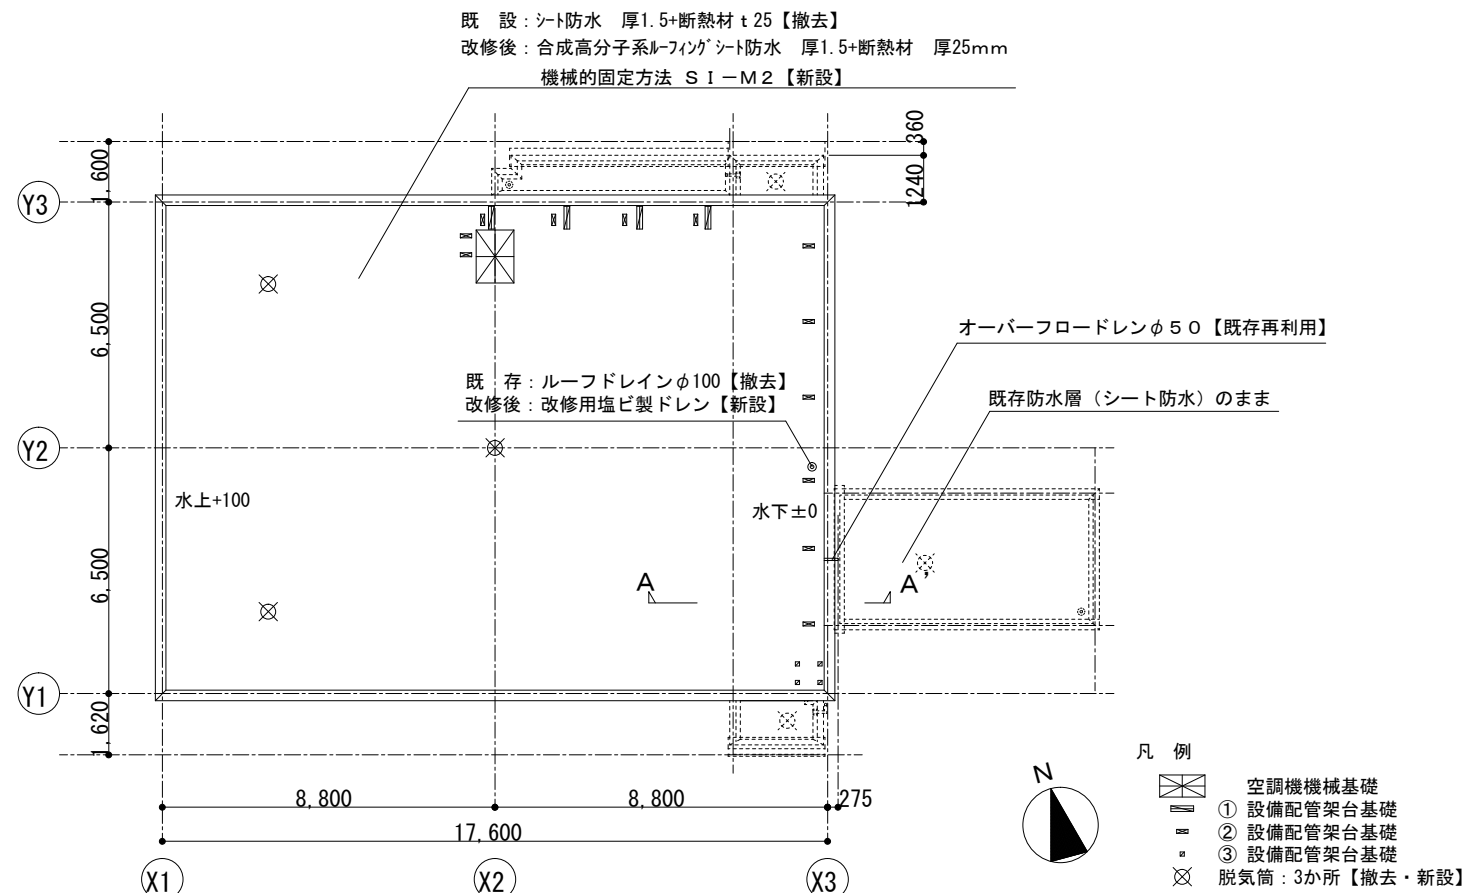 既　設：ｼｰﾄ防水　厚1.5+断熱材ｔ25【撤去】
改修後：合成高分子系ﾙｰﾌｨﾝｸﾞｼｰﾄ防水　厚1.5+断熱材　厚25mm
機械的固定方法 ＳＩ－Ｍ２【新設】
360
1,600
1240
Y3
6,500
オーバーフロードレンφ５０【既存再利用】
既　存：ルーフドレインφ100【撤去】
改修後：改修用塩ビ製ドレン【新設】
既存防水層（シート防水）のまま
Y2
水上+100
水下±0
6,500
A
A'
Y1
1,620
凡　例
N
空調機機械基礎
8,800
8,800
275
① 設備配管架台基礎
17,600
② 設備配管架台基礎
③ 設備配管架台基礎
脱気筒：3か所【撤去・新設】
X1
X2
X3